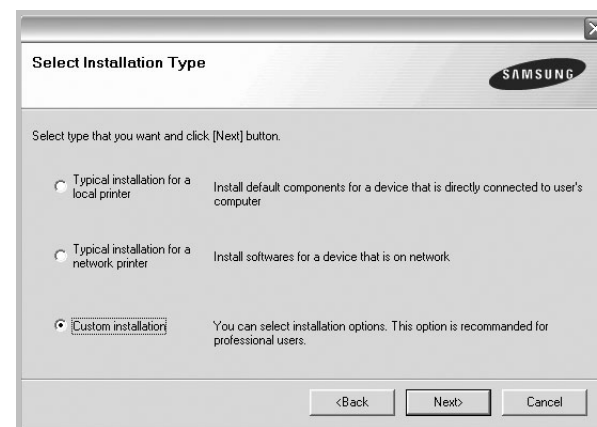 Select Installation Type
SAMSUNG
Select type that you want and click [Next] button.
Typical installation for a
local printer
Install default components for a device that is directly connected to user's
computer
Typical installation for a
network printer
Install softwares for a device that is on network
Custom installation
You can select installation options. This option is recommanded for
professional users.
<Back
Next>
Cancel